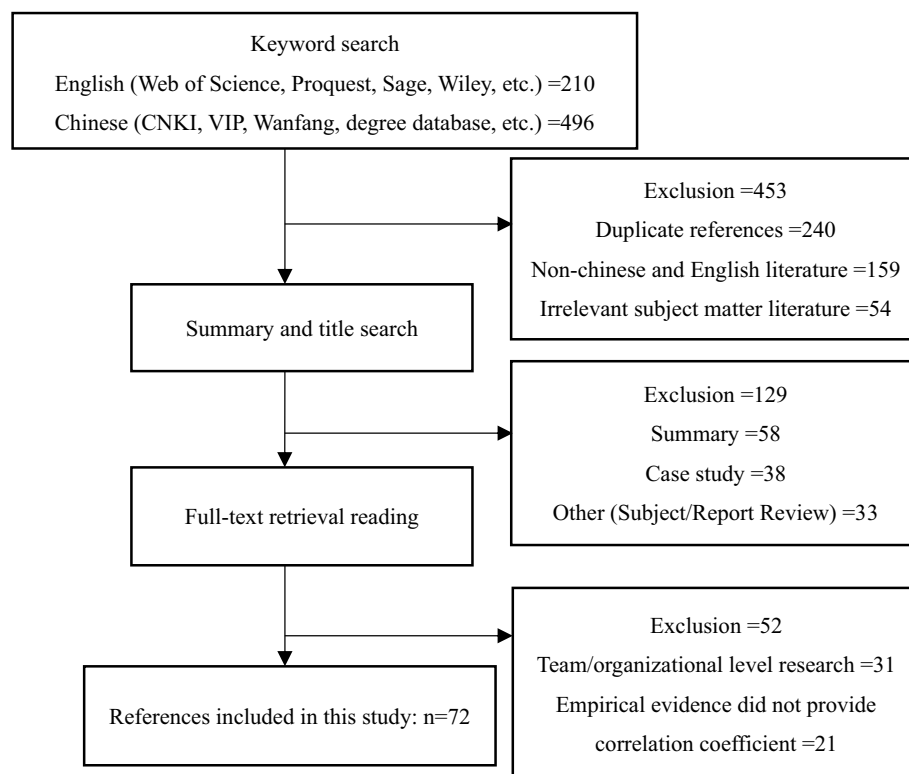 Keyword search
English (Web of Science, Proquest, Sage, Wiley, etc.) =210
Chinese (CNKI, VIP, Wanfang, degree database, etc.) =496
Exclusion =453
Duplicate references =240
Non-chinese and English literature =159
Irrelevant subject matter literature =54
Summary and title search
Exclusion =129
Summary =58
Case study =38
Other (Subject/Report Review) =33
Full-text retrieval reading
Exclusion =52
Team/organizational level research =31
Empirical evidence did not provide
correlation coefficient =21
References included in this study: n=72